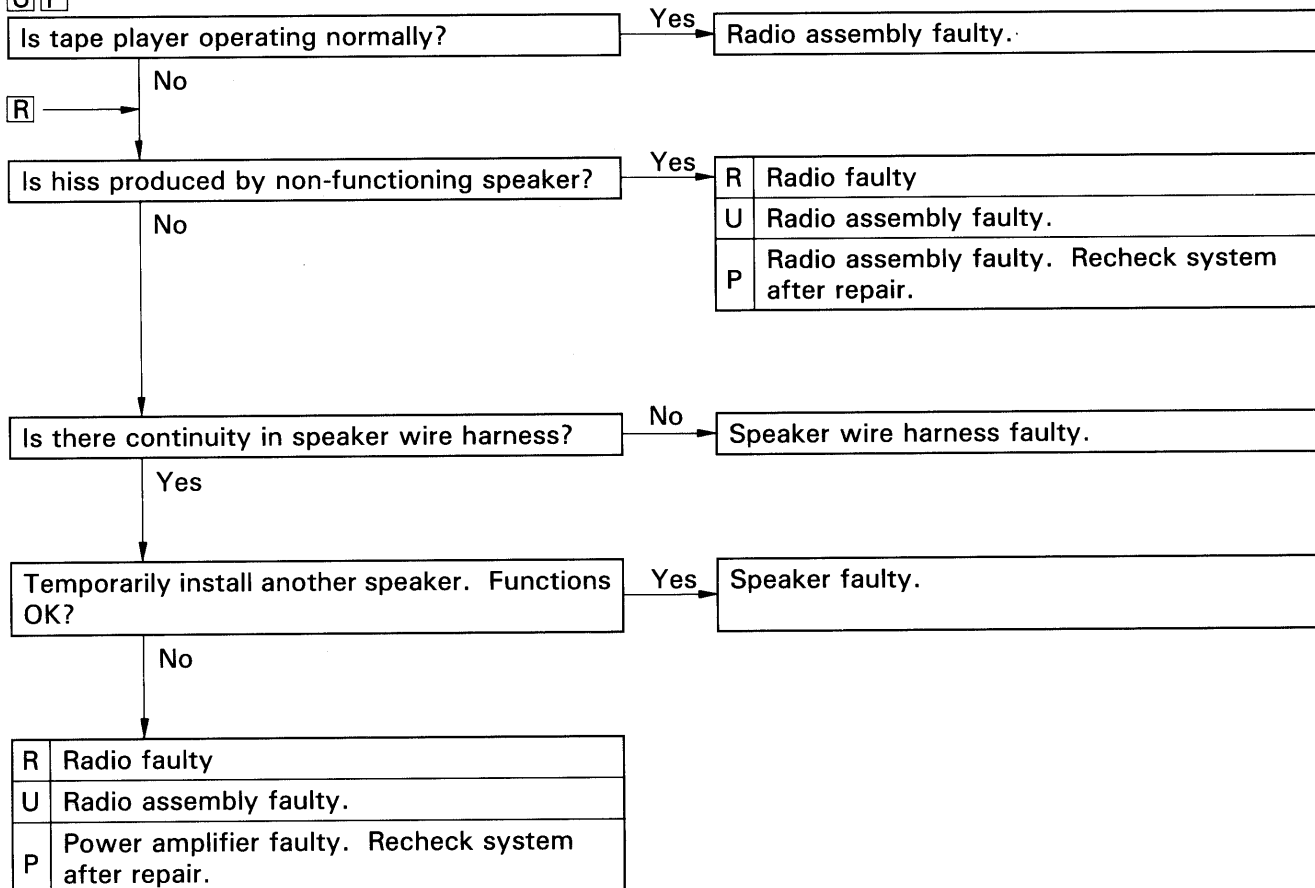 Is tape player operating normally?
Yes
Radio assembly faulty.
No
R
Is hiss produced by non-functioning speaker?
Yes
R Radio faulty
U Radio assembly faulty.
P Radio assembly faulty. Recheck system
after repair.
No
Is there continuity in speaker wire harness?
No
Speaker wire harness faulty.
Yes
Temporarily install another speaker. Functions
OK?
Yes
Speaker faulty.
No
R Radio faulty
U Radio assembly faulty.
P Power amplifier faulty. Recheck system
after repair.